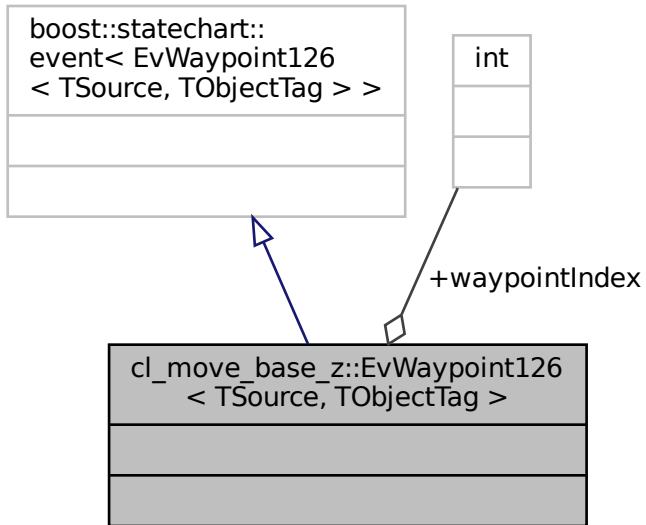 boost::statechart::
event< EvWaypoint126
< TSource, TObjectTag > >
int
+waypointIndex
cl_move_base_z::EvWaypoint126
< TSource, TObjectTag >